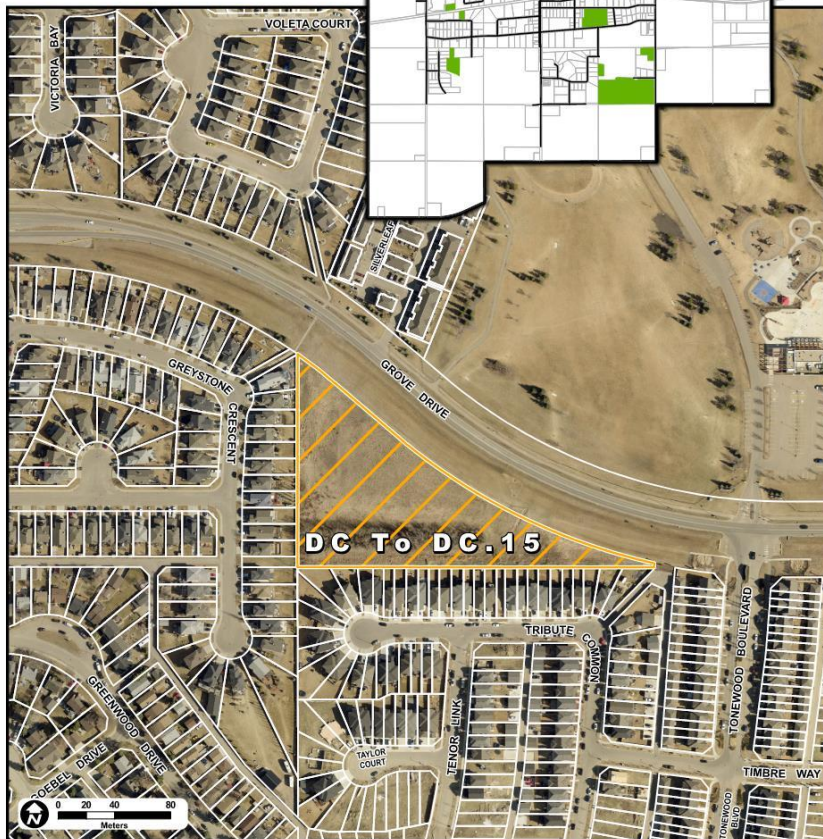 VOLETA COURT
VICTORIA BAY
SILVERLEAF
GROVE DRIVE
GREYSTONE
CRESCENT
DC To DC.15
TRIBUTE
COMMON
TONEWOOD BOULEVARD
TENOR LINK
TAYLOR
COURT
GREENWOOD DRIVE
GOEBEL DRIVE
TIMBRE WAY
TONEWOOD
BLVD
N
0 20 40 80
Meters